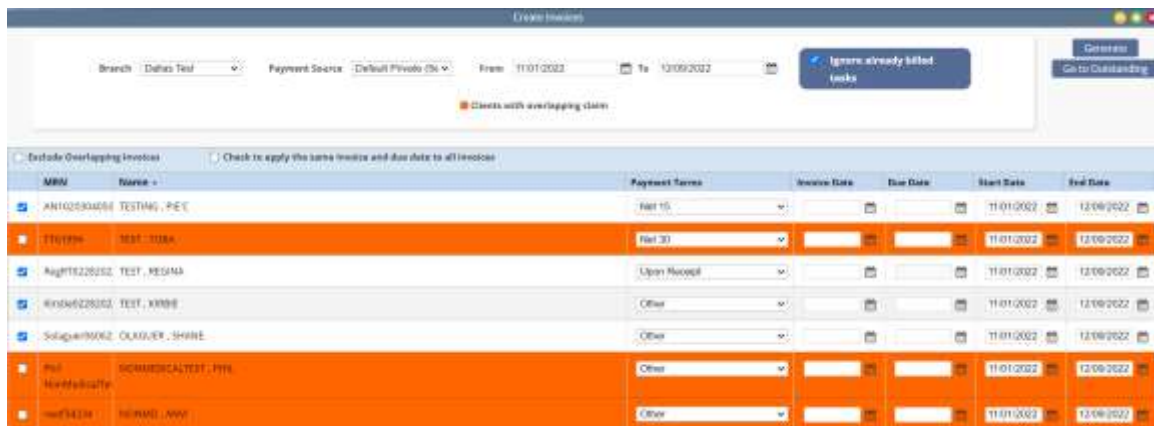 Create Invoices
Branch Dallas Test Payment Source Default Private From 11/01/2022 To 12/09/2022 Ignore already billed tasks Generate
Go to Outstanding
Clients with overlapping claim
Exclude Overlapping Invoices Check to apply the same invoice and due date to all invoices
MRN Name Payment Terms Invoice Date Due Date Start Date End Date
TESTING , P.E.C Net 15 11/01/2022 12/09/2022
TEST , Net 30 11/01/2022 12/09/2022
TEST , REGINA Upon Receipt 11/01/2022 12/09/2022
TEST , Other 11/01/2022 12/09/2022
OLAGUER , SHANE Other 11/01/2022 12/09/2022
NONMEDICALTEST , PHIL Other 11/01/2022 12/09/2022
Other 11/01/2022 12/09/2022